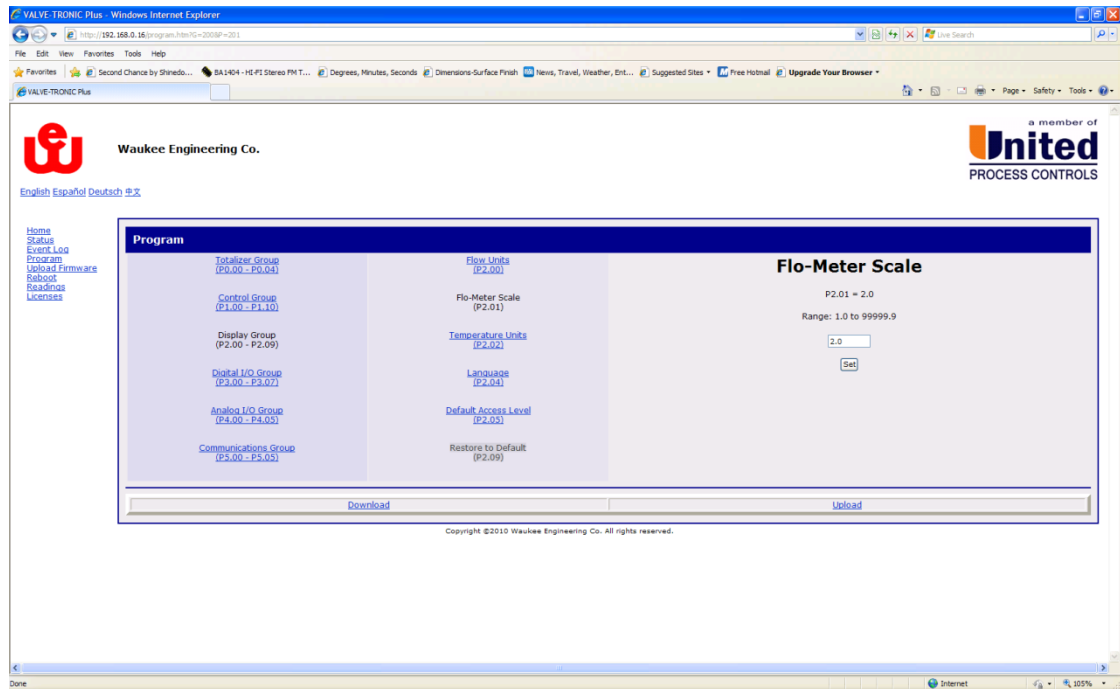 VALVE-TRONIC Plus - Windows Internet Explorer
http://192.168.0.16/program.htm?G=200&P=201
Live Search
File Edit View Favorites Tools Help
Favorites Second Chance by Shinedo... BA1404 - HI-FI Stereo FM T... Degrees, Minutes, Seconds Dimensions-Surface Finish News, Travel, Weather, Ent... Suggested Sites Free Hotmail Upgrade Your Browser
VALVE-TRONIC Plus
Page Safety Tools
Waukee Engineering Co.
a member of
United
PROCESS CONTROLS
English Español Deutsch 中文
Home
Status
Event Log
Program
Upload Firmware
Reboot
Readings
Licenses
Program
Totalizer Group
(P0.00 - P0.04)
Control Group
(P1.00 - P1.10)
Display Group
(P2.00 - P2.09)
Digital I/O Group
(P3.00 - P3.07)
Analog I/O Group
(P4.00 - P4.05)
Communications Group
(P5.00 - P5.05)
Flow Units
(P2.00)
Flo-Meter Scale
(P2.01)
Temperature Units
(P2.02)
Language
(P2.04)
Default Access Level
(P2.05)
Restore to Default
(P2.09)
Flo-Meter Scale
P2.01 = 2.0
Range: 1.0 to 99999.9
2.0
Set
Download Upload
Copyright ©2010 Waukee Engineering Co. All rights reserved.
Done Internet 105%